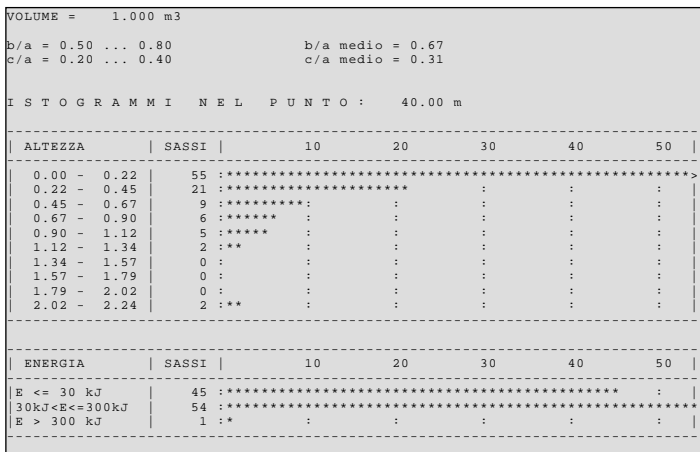 VOLUME =    1.000 m3
b/a = 0.50 ... 0.80                b/a medio = 0.67
c/a = 0.20 ... 0.40                c/a medio = 0.31
I S T O G R A M M I   N E L   P U N T O :    40.00 m
--------------------------------------------------------------------------------
| ALTEZZA       | SASSI |         10        20        30        40        50  |
--------------------------------------------------------------------------------
|  0.00 -  0.22 |    55 :******************************************************>
|  0.22 -  0.45 |    21 :*********************        :         :         :   |
|  0.45 -  0.67 |     9 :*********:         :         :         :         :   |
|  0.67 -  0.90 |     6 :******   :         :         :         :         :   |
|  0.90 -  1.12 |     5 :*****    :         :         :         :         :   |
|  1.12 -  1.34 |     2 :**       :         :         :         :         :   |
|  1.34 -  1.57 |     0 :         :         :         :         :         :   |
|  1.57 -  1.79 |     0 :         :         :         :         :         :   |
|  1.79 -  2.02 |     0 :         :         :         :         :         :   |
|  2.02 -  2.24 |     2 :**       :         :         :         :         :   |
--------------------------------------------------------------------------------
--------------------------------------------------------------------------------
| ENERGIA       | SASSI |         10        20        30        40        50  |
--------------------------------------------------------------------------------
|E <= 30 kJ     |    45 :*********************************************    :   |
|30kJ<E<=300kJ  |    54 :******************************************************
|E > 300 kJ     |     1 :*        :         :         :         :         :   |
--------------------------------------------------------------------------------